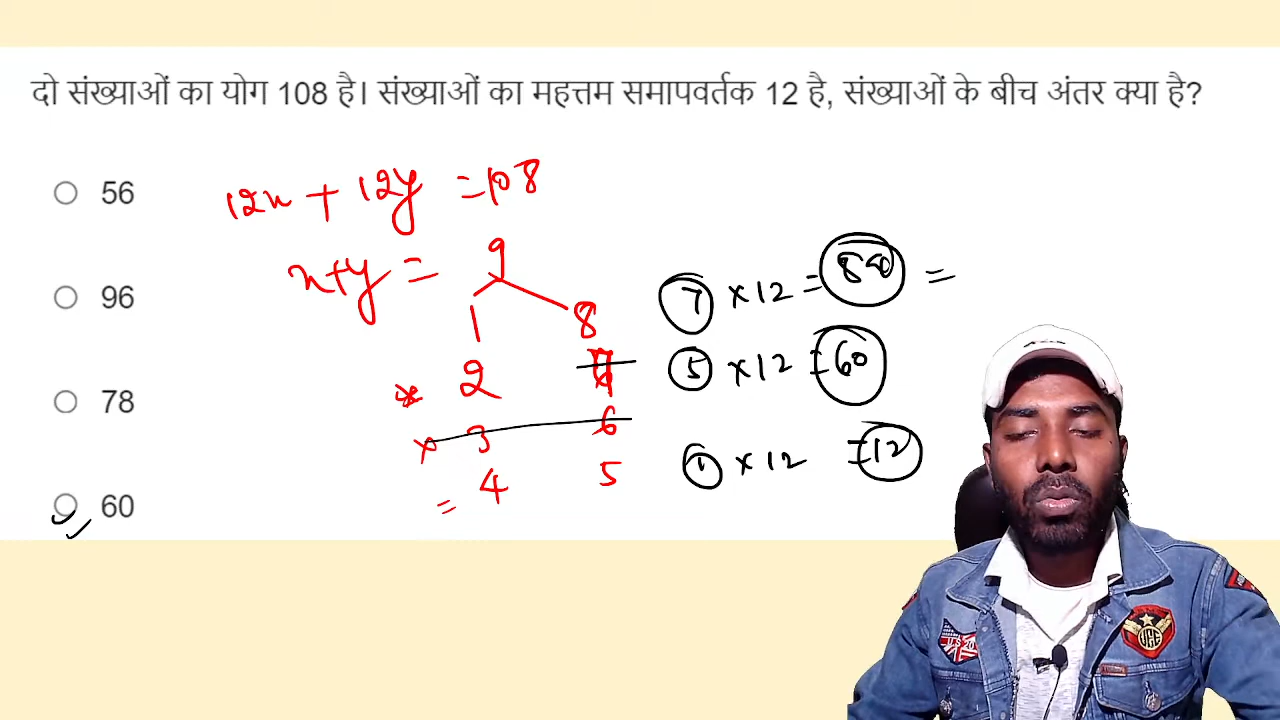 दो संख्याओं का योग 108 है। संख्याओं का महत्तम समापवर्तक 12 है, संख्याओं के बीच अंतर क्या है?
56
96
78
60
12x + 12y = 108
x+y = 9
1 8
* 2 7
x 3 6
= 4 5
7 x 12 = 84 =
5 x 12 = 60
1 x 12 = 12